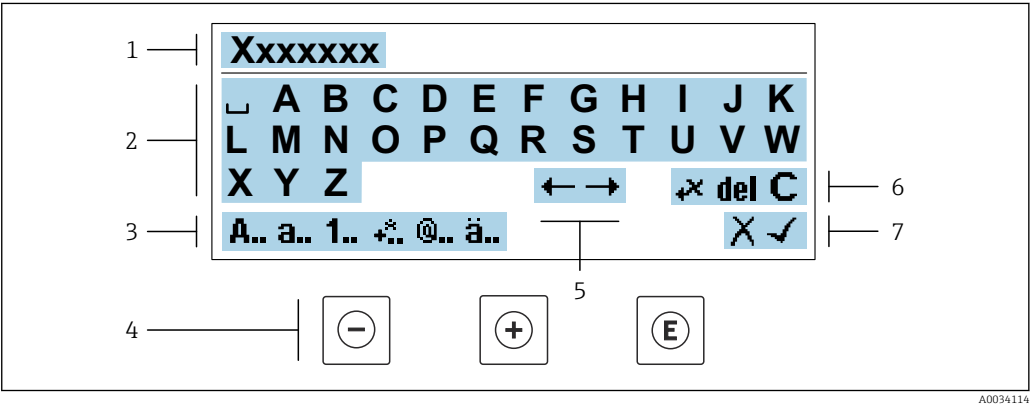 1 Xxxxxxx
␣ A B C D E F G H I J K
2 L M N O P Q R S T U V W
X Y Z ← → +× del C 6
3 A.. a.. 1.. +×.. @.. ä.. X ✓ 7
5
4 - + E
A0034114